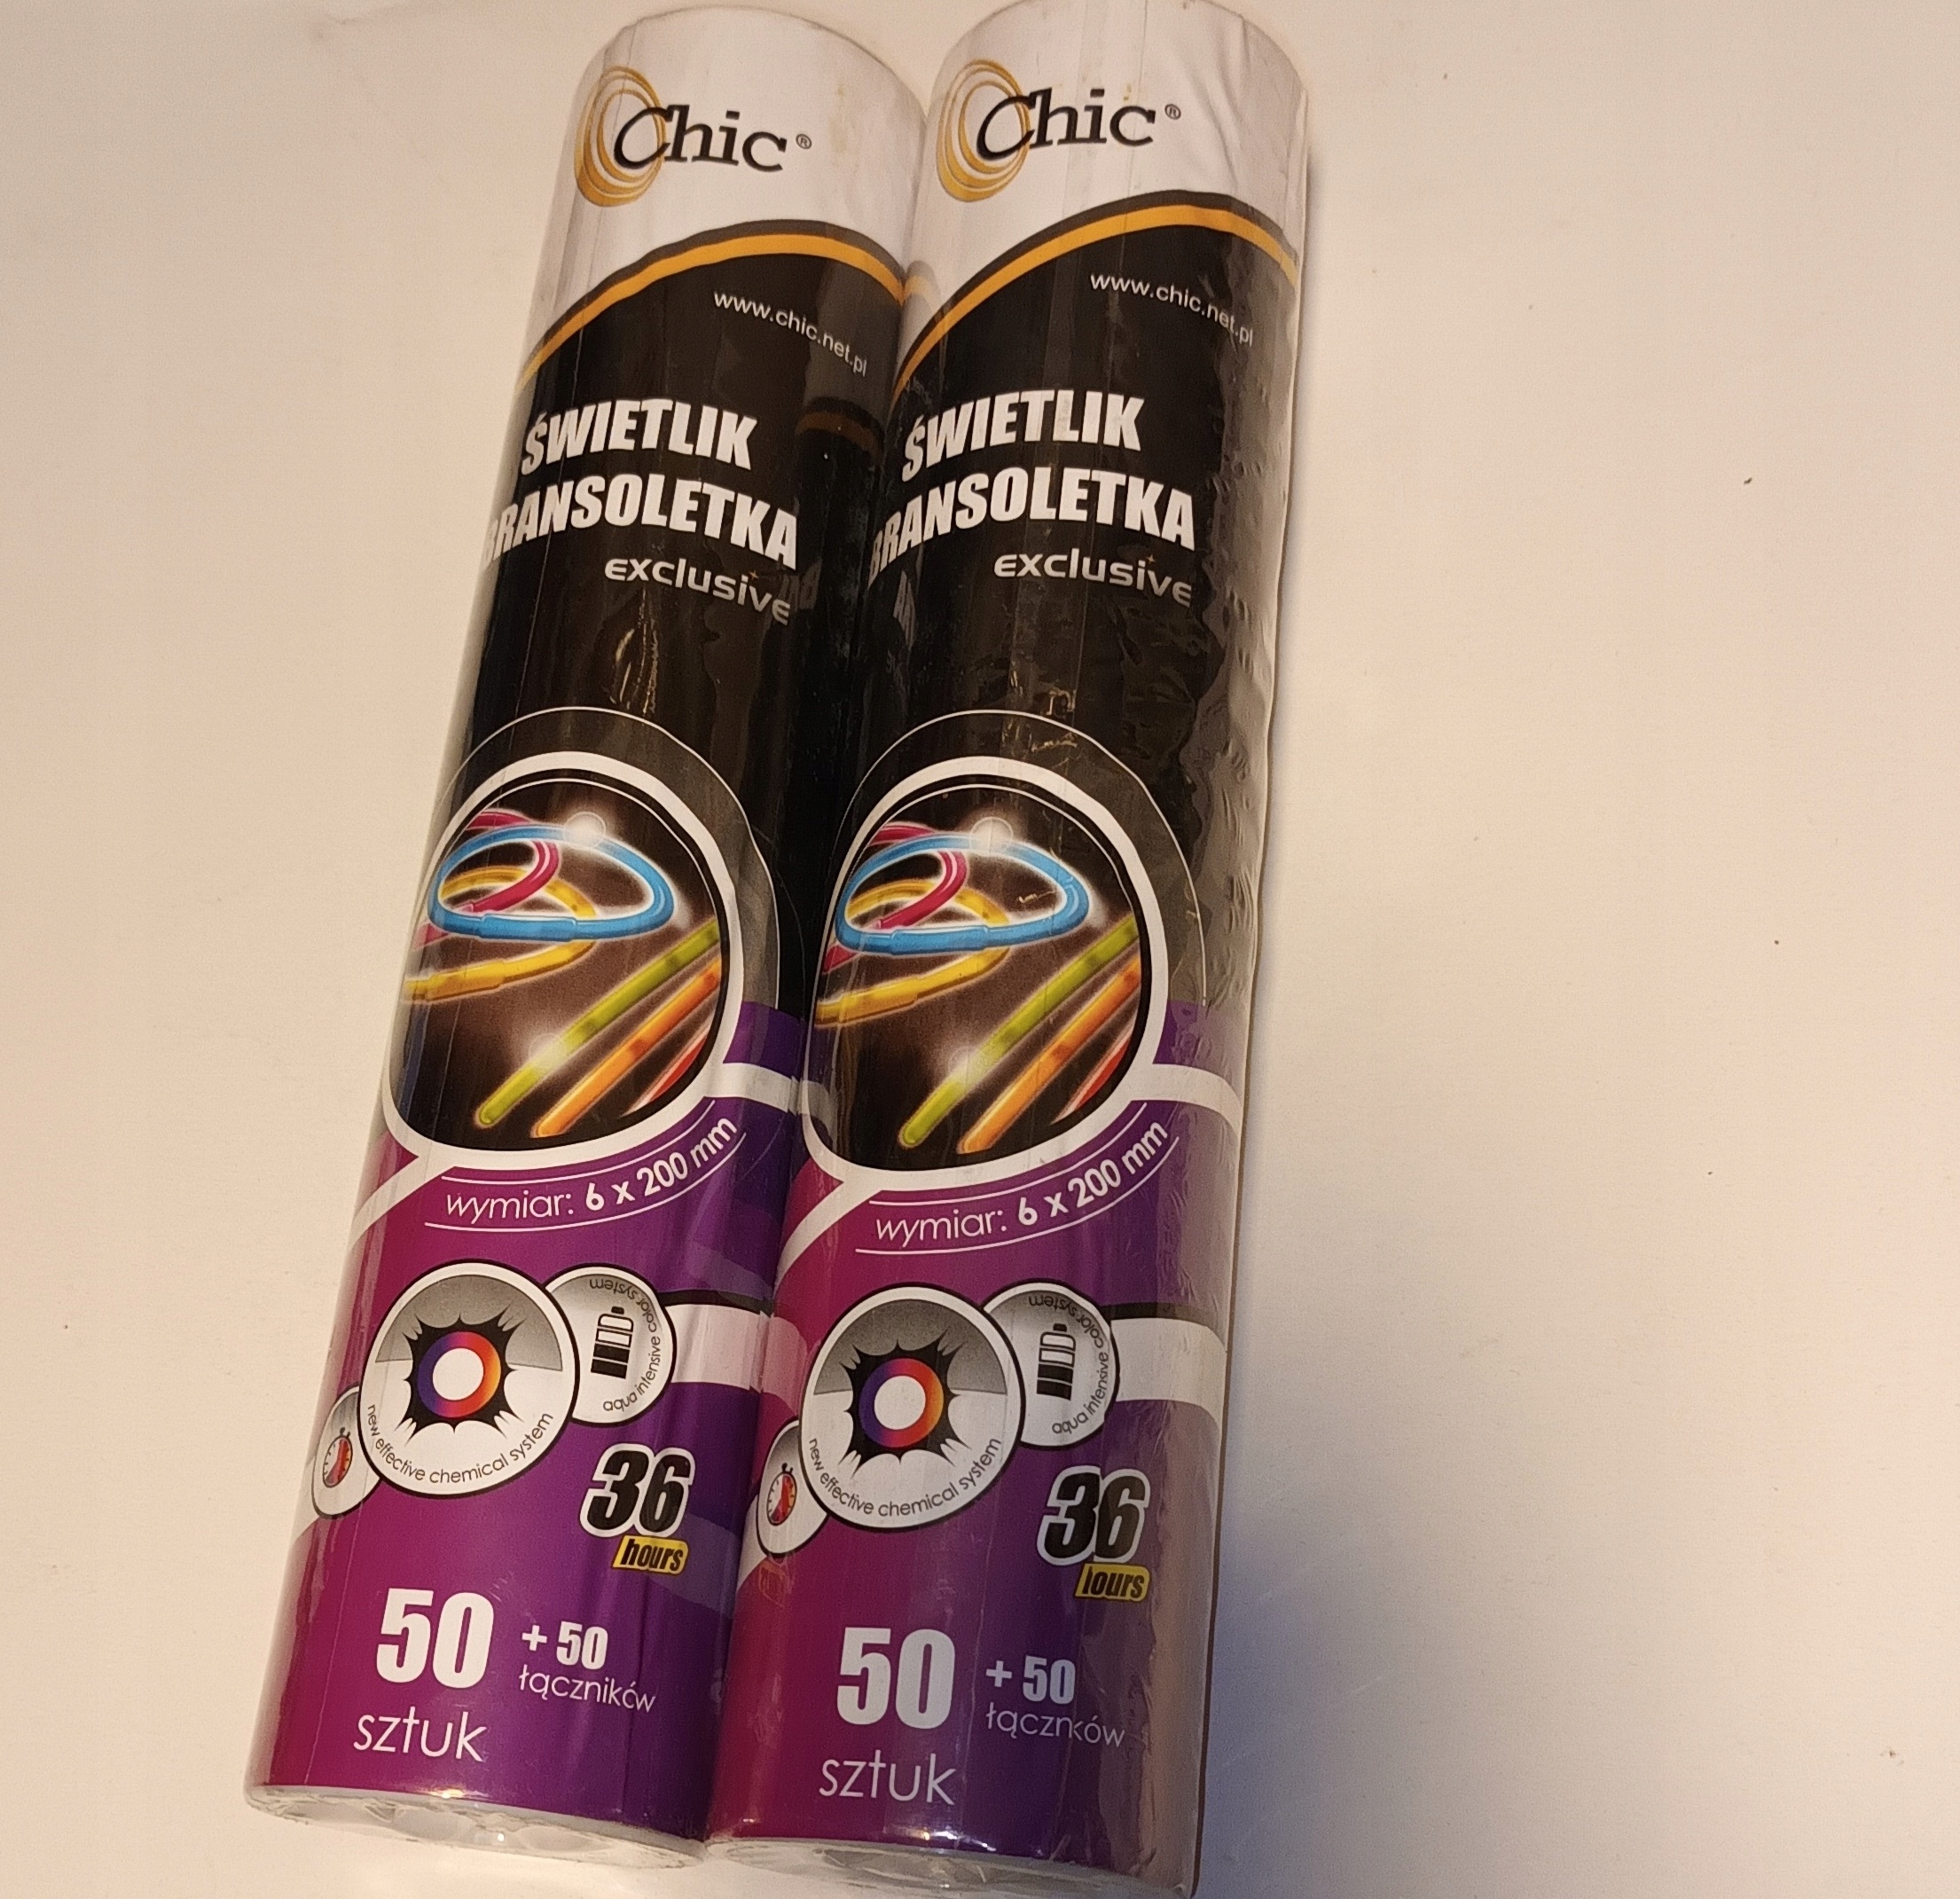 Chic®
www.chic.net.pl
ŚWIETLIK
BRANSOLETKA
exclusive
wymiar: 6 x 200 mm
aqua intensive color system
new effective chemical system
36
hours
50
+ 50
łączników
sztuk
Chic®
www.chic.net.pl
ŚWIETLIK
BRANSOLETKA
exclusive
wymiar: 6 x 200 mm
aqua intensive color system
new effective chemical system
36
hours
50
+ 50
łączników
sztuk